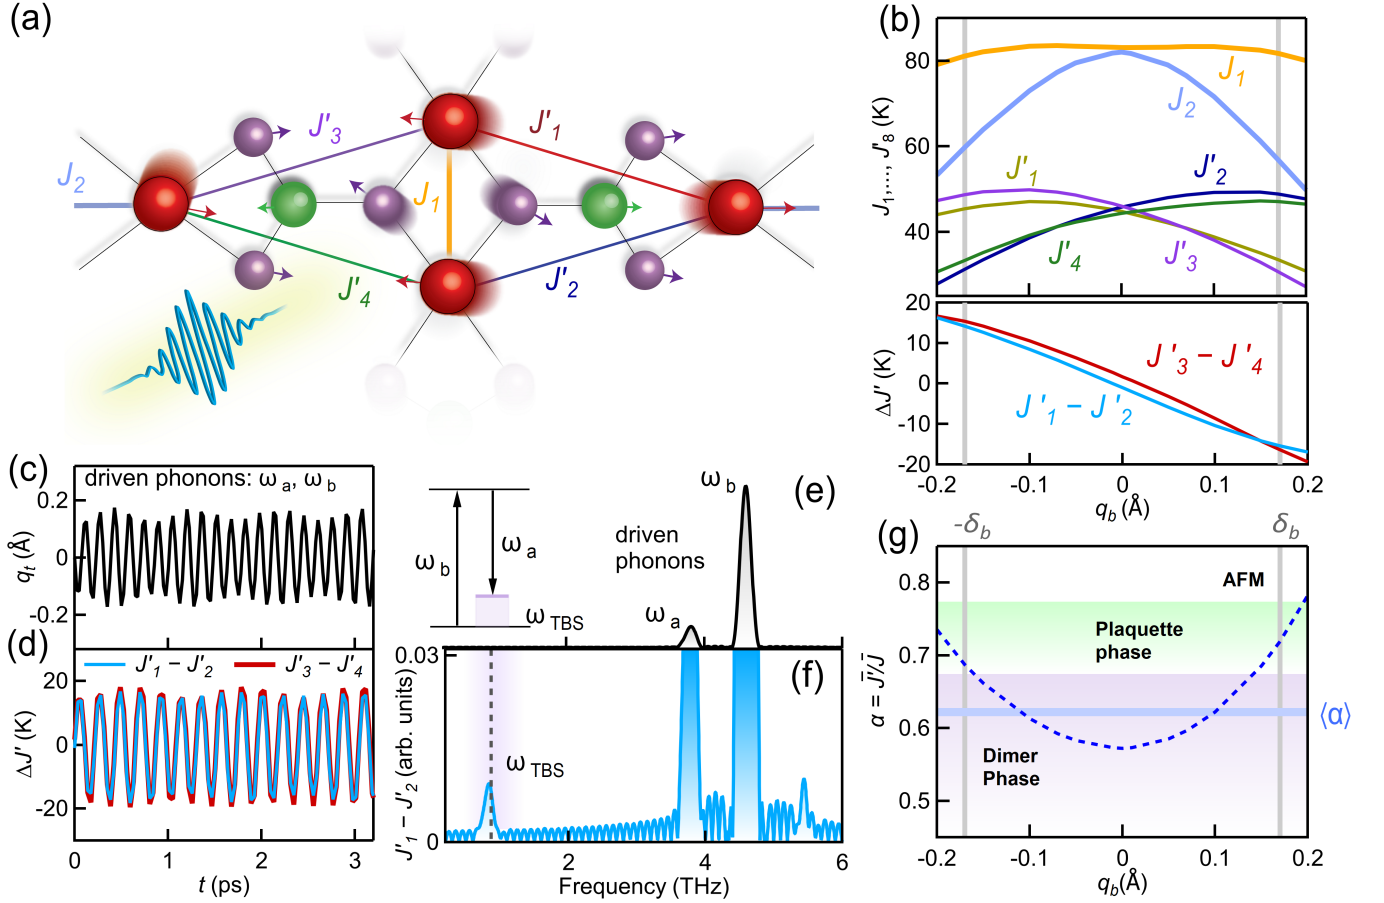 (a)
J'3
J'1
J2
J1
J'4
J'2
(b)
J1,..., J'8 (K)
80
60
40
J1
J2
J'1
J'2
J'4
J'3
20
10
0
-10
-20
ΔJ' (K)
J'3 − J'4
J'1 − J'2
-0.2
-0.1
0
0.1
0.2
qb (Å)
-δb
δb
(c)
driven phonons: ωa, ωb
0.2
0
-0.2
qt (Å)
(d)
J'1 − J'2
J'3 − J'4
20
0
-20
ΔJ' (K)
0
1
2
3
t (ps)
(e)
ωb
ωa
ωTBS
driven
phonons
ωa
ωb
(f)
0.03
0
J'1 − J'2 (arb. units)
ωTBS
2
4
6
Frequency (THz)
(g)
0.8
0.7
0.6
0.5
α = J̄'/J̄
AFM
Plaquette
phase
Dimer
Phase
⟨α⟩
-0.2
-0.1
0
0.1
0.2
qb (Å)